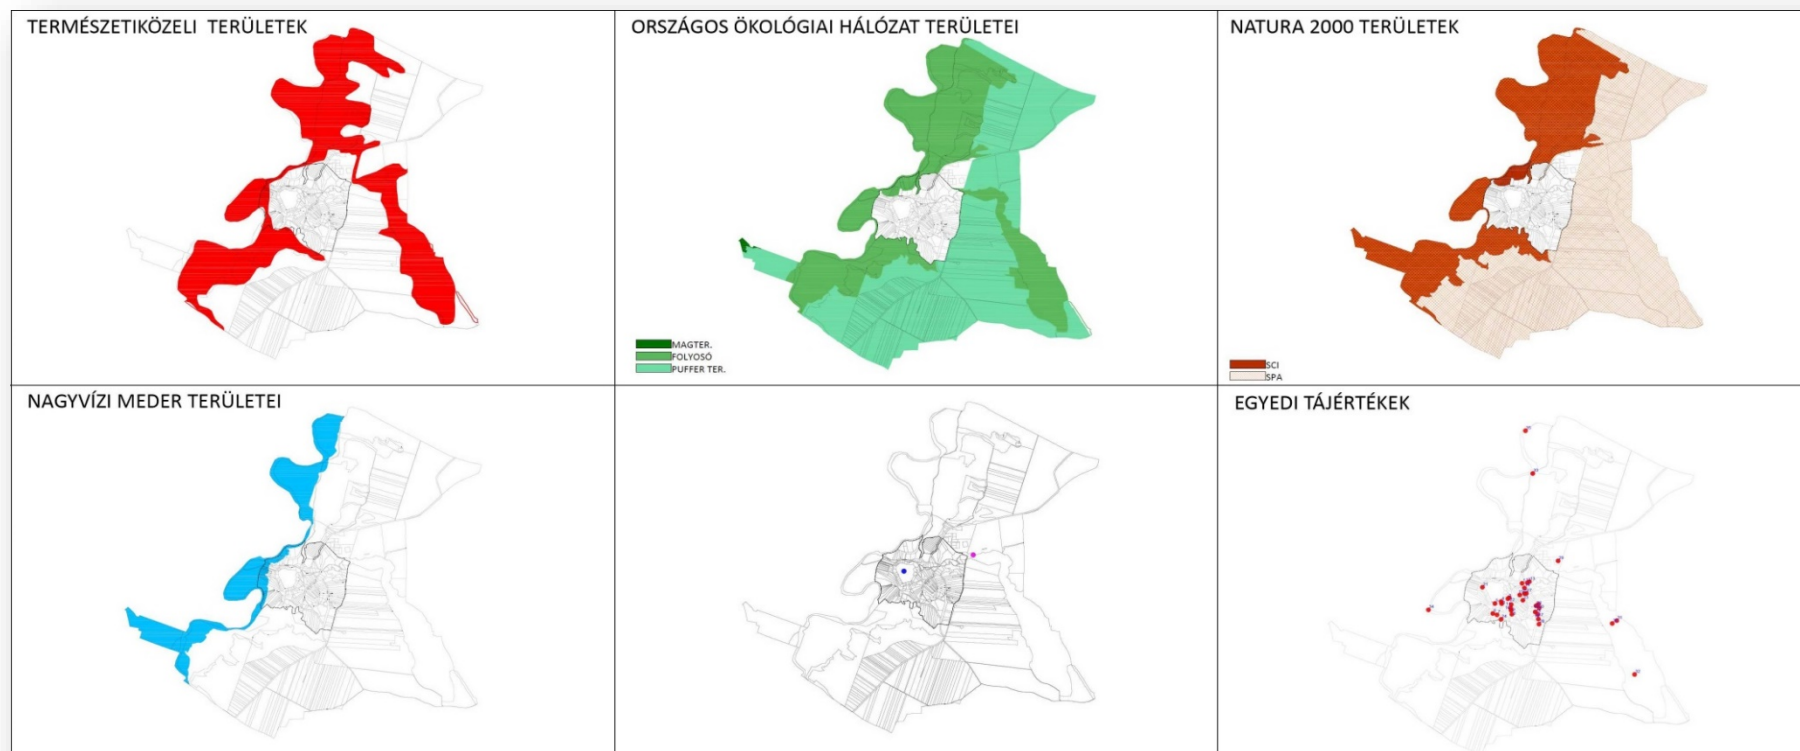 TERMÉSZETIKÖZELI TERÜLETEK
ORSZÁGOS ÖKOLÓGIAI HÁLÓZAT TERÜLETEI
MAGTER.
FOLYOSÓ
PUFFER TER.
NATURA 2000 TERÜLETEK
SCI
SPA
NAGYVÍZI MEDER TERÜLETEI
EGYEDI TÁJÉRTÉKEK